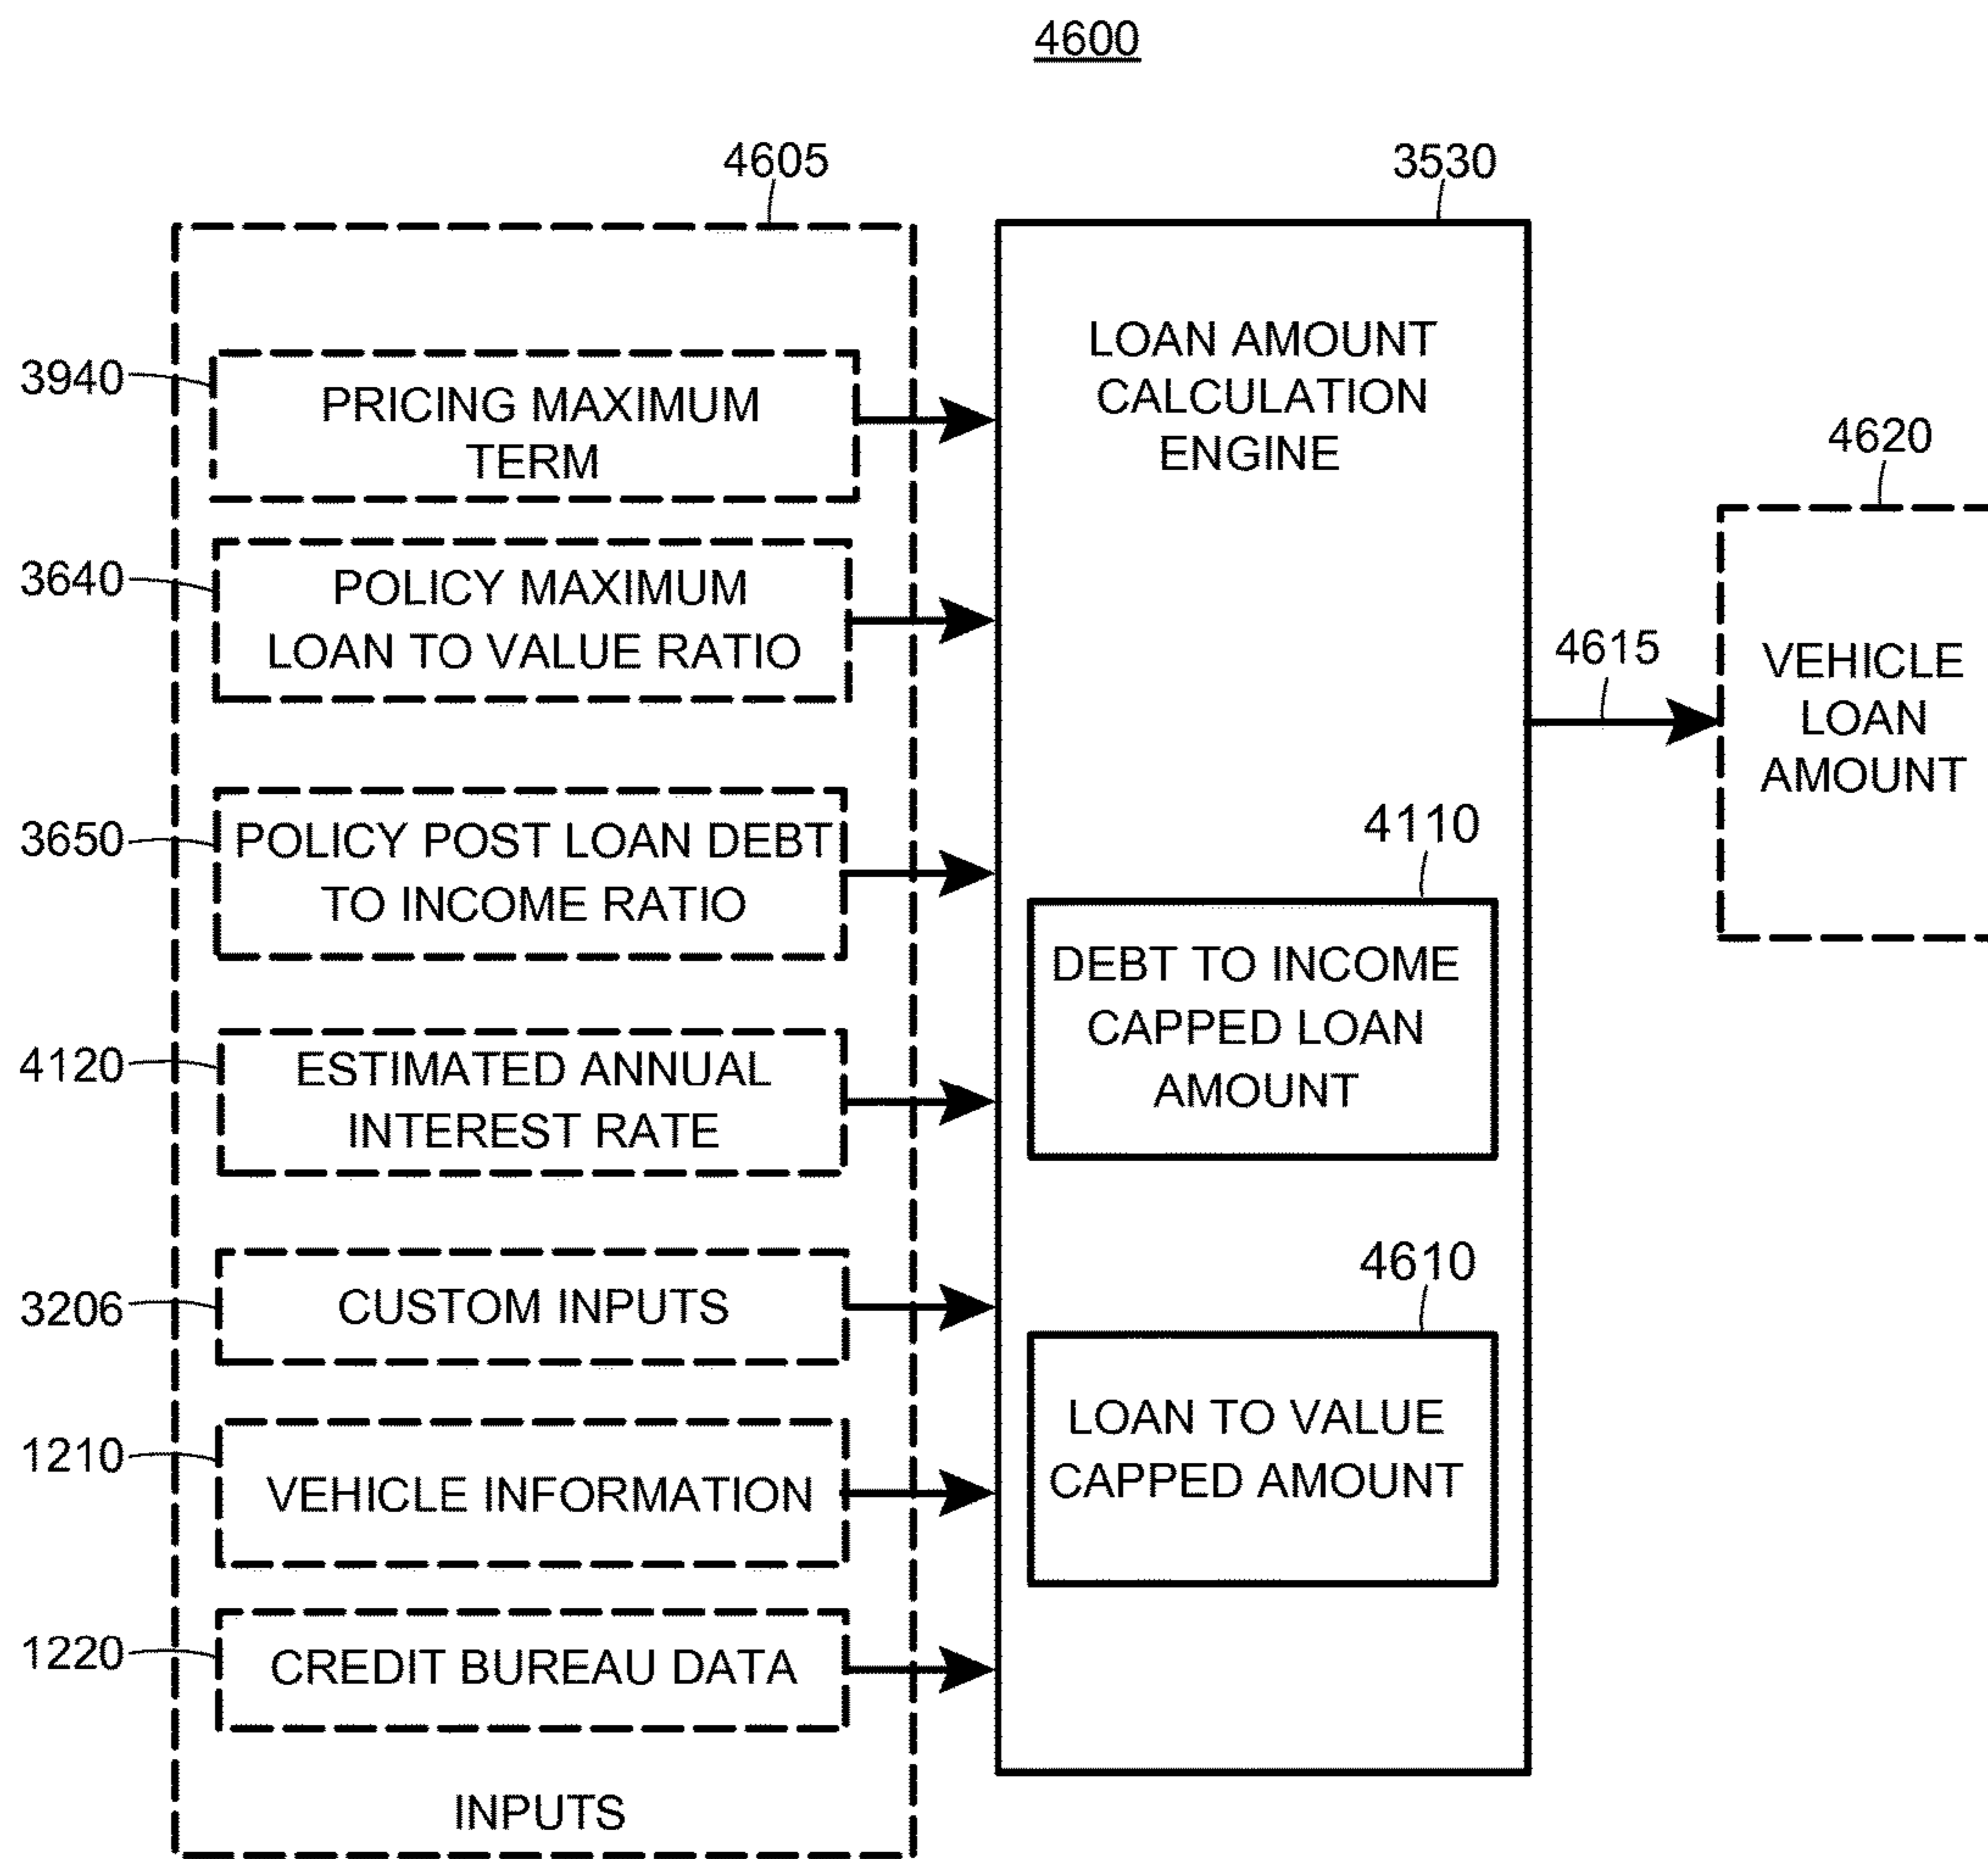 4600
4605
3940
PRICING MAXIMUM
TERM
3640
POLICY MAXIMUM
LOAN TO VALUE RATIO
3650
POLICY POST LOAN DEBT
TO INCOME RATIO
4120
ESTIMATED ANNUAL
INTEREST RATE
3206
CUSTOM INPUTS
1210
VEHICLE INFORMATION
1220
CREDIT BUREAU DATA
INPUTS
3530
LOAN AMOUNT
CALCULATION
ENGINE
4110
DEBT TO INCOME
CAPPED LOAN
AMOUNT
4610
LOAN TO VALUE
CAPPED AMOUNT
4615
4620
VEHICLE
LOAN
AMOUNT